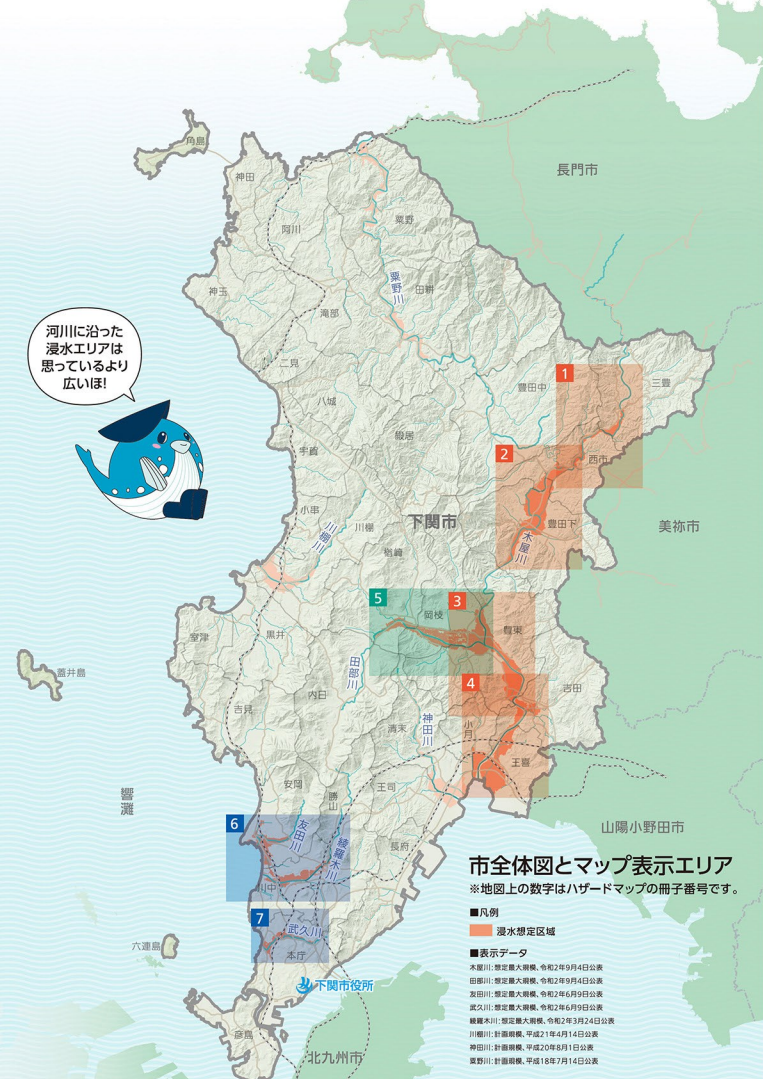 角島
神田
長門市
阿川
粟野
粟野川
田耕
神玉
滝部
河川に沿った
浸水エリアは
思っているより
広いほ!
二見
1
三豊
豊田中
八城
殿居
2
宇賀
西市
小串
川棚
下関市
豊田下
美祢市
川棚川
楢崎
木屋川
5
3
岡枝
豊東
室津
黒井
蓋井島
田部川
4
吉田
内日
吉見
神田川
清末
小月
王喜
響灘
安岡
勝山
王司
6
友田川
綾羅木川
長府
山陽小野田市
川中
7
武久川
六連島
本庁
下関市役所
彦島
北九州市
市全体図とマップ表示エリア
※地図上の数字はハザードマップの冊子番号です。
■凡例
浸水想定区域
■表示データ
木屋川:想定最大規模、令和2年9月4日公表
田部川:想定最大規模、令和2年9月4日公表
友田川:想定最大規模、令和2年6月9日公表
武久川:想定最大規模、令和2年6月9日公表
綾羅木川:想定最大規模、令和2年3月24日公表
川棚川:計画規模、平成21年4月14日公表
神田川:計画規模、平成20年8月1日公表
粟野川:計画規模、平成18年7月14日公表